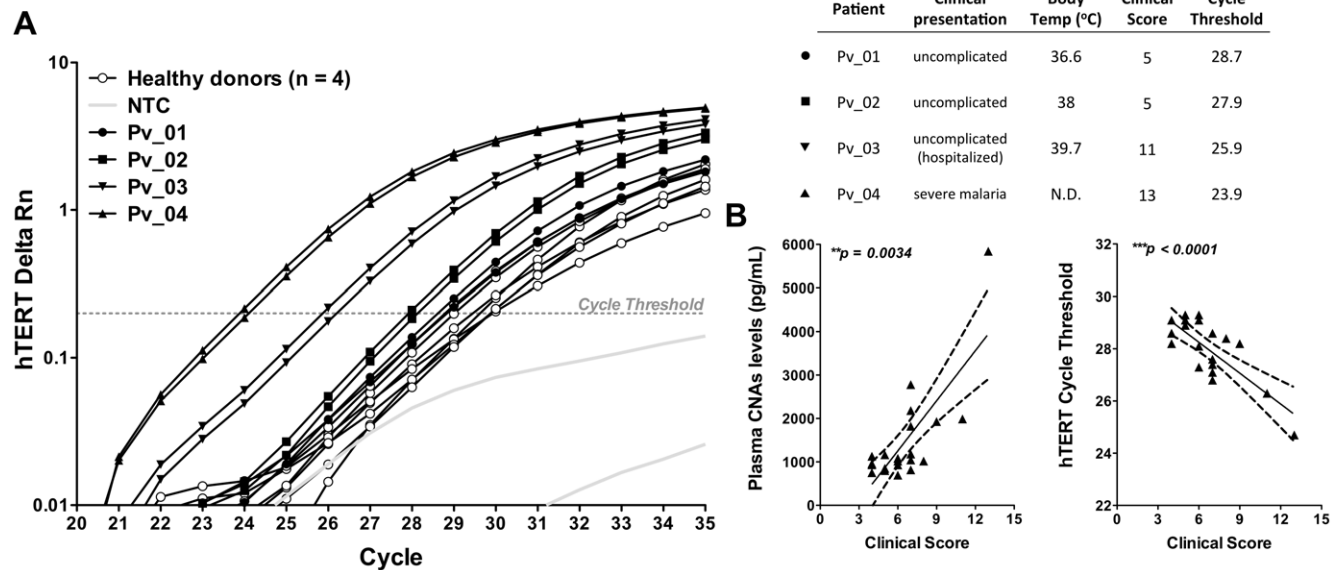 A
hTERT Delta Rn
10
1
0.1
0.01
Healthy donors (n = 4)
NTC
Pv_01
Pv_02
Pv_03
Pv_04
Cycle Threshold
20 21 22 23 24 25 26 27 28 29 30 31 32 33 34 35
Cycle
Patient Clinical Body Clinical Cycle
presentation Temp (°C) Score Threshold
Pv_01 uncomplicated 36.6 5 28.7
Pv_02 uncomplicated 38 5 27.9
Pv_03 uncomplicated 39.7 11 25.9
(hospitalized)
Pv_04 severe malaria N.D. 13 23.9
B
Plasma CNAs levels (pg/mL)
**p = 0.0034
6000
5000
4000
3000
2000
1000
0
0 3 6 9 12 15
Clinical Score
hTERT Cycle Threshold
***p < 0.0001
32
30
28
26
24
22
0 3 6 9 12 15
Clinical Score